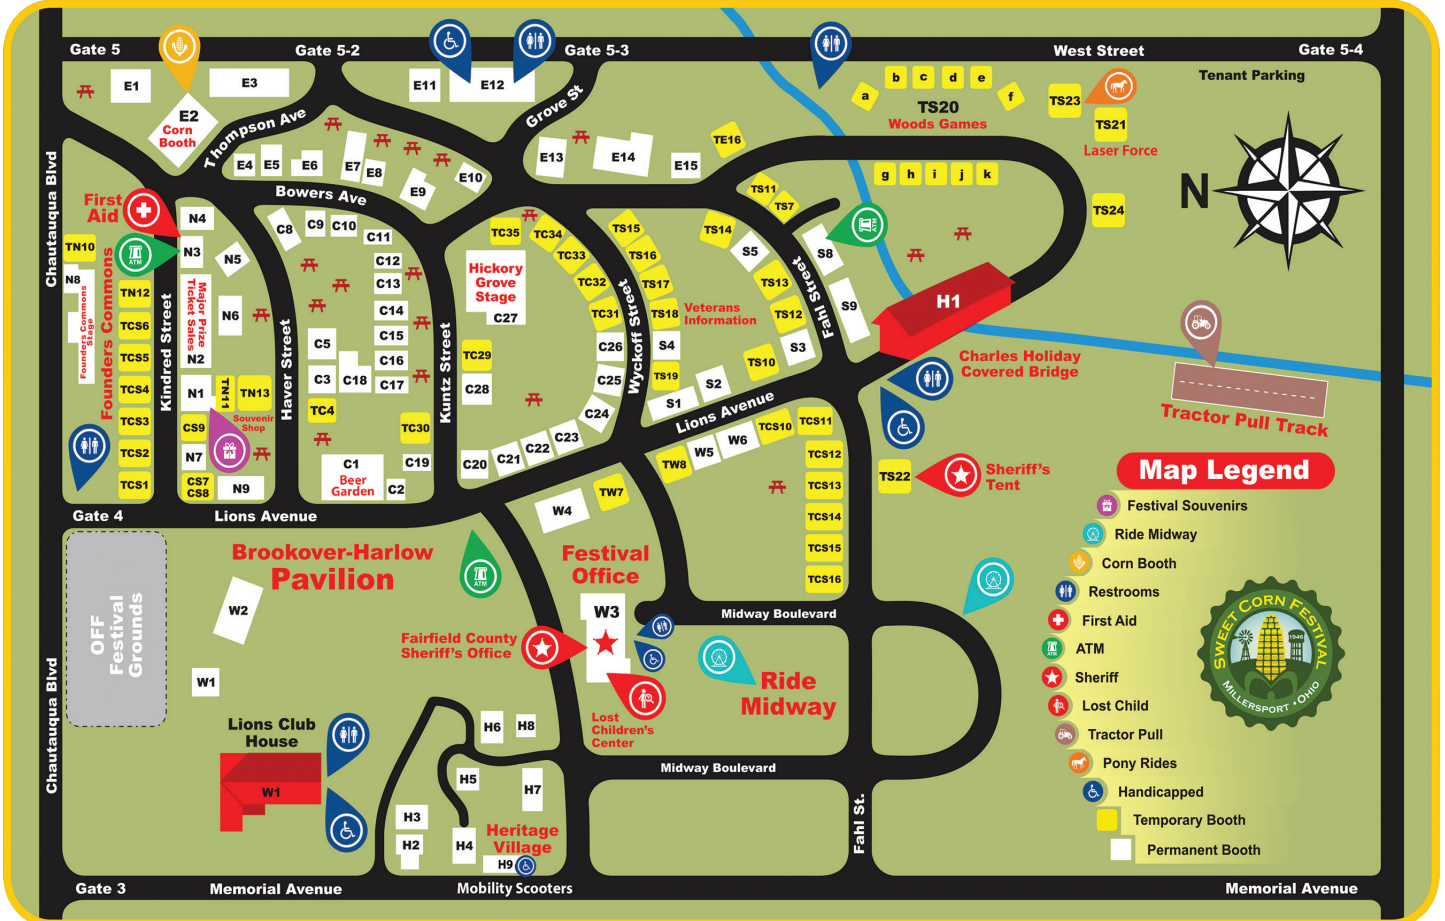 Gate 5
Gate 5-2
Gate 5-3
West Street
Gate 5-4
Tenant Parking
E1
E3
E2
Corn
Booth
Thompson Ave
E11
E12
Grove St
E4
E5
E6
E7
E8
E9
E10
E13
E14
E15
TE16
a
b
c
d
e
f
TS20
Woods Games
TS23
TS21
Laser Force
g
h
i
j
k
TS24
N
Chautauqua Blvd
First
Aid
Bowers Ave
N4
N3
ATM
TN10
N8
Founders Commons
Stage
Founders Commons
TN12
TCS6
TCS5
TCS4
TCS3
TCS2
TCS1
Kindred Street
N5
Major Prize
Ticket Sales
N6
N2
N1
TN11
TN13
Souvenir
Shop
CS9
N7
CS7
CS8
N9
Haver Street
C8
C9
C10
C11
C12
C13
C14
C15
C16
C17
C5
C3
C18
TC4
TC30
C1
Beer
Garden
C19
C2
Kuntz Street
TC35
TC34
TC33
TC32
TC31
Hickory
Grove
Stage
C27
TC29
C28
C26
C25
C24
C23
C22
C21
C20
Wyckoff Street
TS15
TS16
TS17
TS18
Veterans
Information
S4
TS19
S1
S2
TS14
S5
TS13
TS12
S3
TS10
TS11
TS7
Fahl Street
S8
S9
ATM
H1
Charles Holiday
Covered Bridge
Tractor Pull Track
Lions Avenue
TW8
W5
W6
TCS10
TCS11
TCS12
TCS13
TCS14
TCS15
TCS16
TS22
Sheriff's
Tent
Gate 4
Lions Avenue
W4
TW7
OFF
Festival
Grounds
Brookover-Harlow
Pavilion
ATM
Festival
Office
W3
W2
W1
Fairfield County
Sheriff's Office
Lost
Children's
Center
Midway Boulevard
Ride
Midway
Midway Boulevard
Chautauqua Blvd
Lions Club
House
W1
H6
H8
H5
H7
H3
H2
H4
Heritage
Village
H9
Fahl St.
Gate 3
Memorial Avenue
Mobility Scooters
Memorial Avenue
Map Legend
Festival Souvenirs
Ride Midway
Corn Booth
Restrooms
First Aid
ATM
ATM
Sheriff
Lost Child
Tractor Pull
Pony Rides
Handicapped
Temporary Booth
Permanent Booth
SWEET CORN FESTIVAL
1946
MILLERSPORT • OHIO